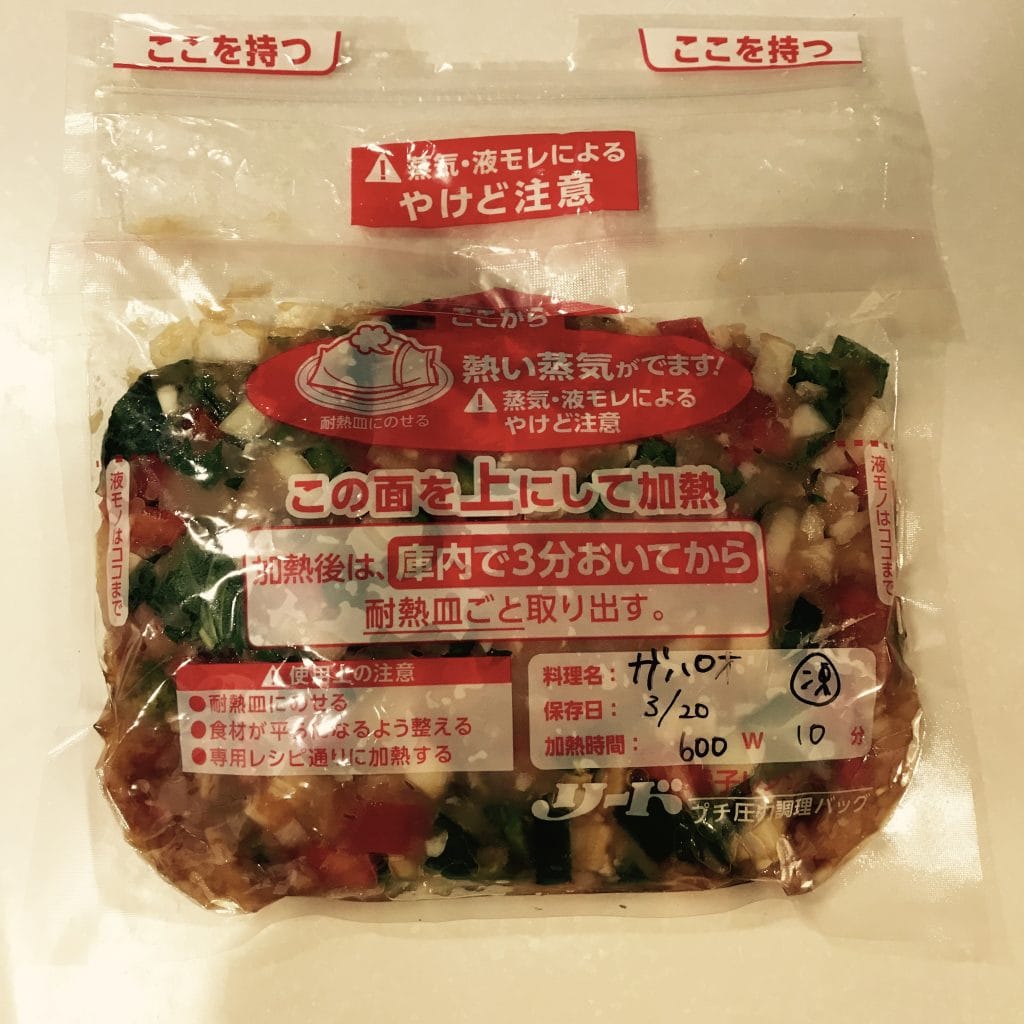 ここを持つ
ここを持つ
蒸気・液モレによる
やけど注意
ここから
熱い蒸気がでます!
蒸気・液モレによる
やけど注意
耐熱皿にのせる
この面を上にして加熱
液モノはココまで
液モノはココまで
加熱後は、庫内で3分おいてから
耐熱皿ごと取り出す。
使用上の注意
●耐熱皿にのせる
●食材が平らになるよう整える
●専用レシピ通りに加熱する
料理名: ガパオ 凍
保存日: 3/20
加熱時間: 600 W 10 分
リード
プチ圧力調理バッグ